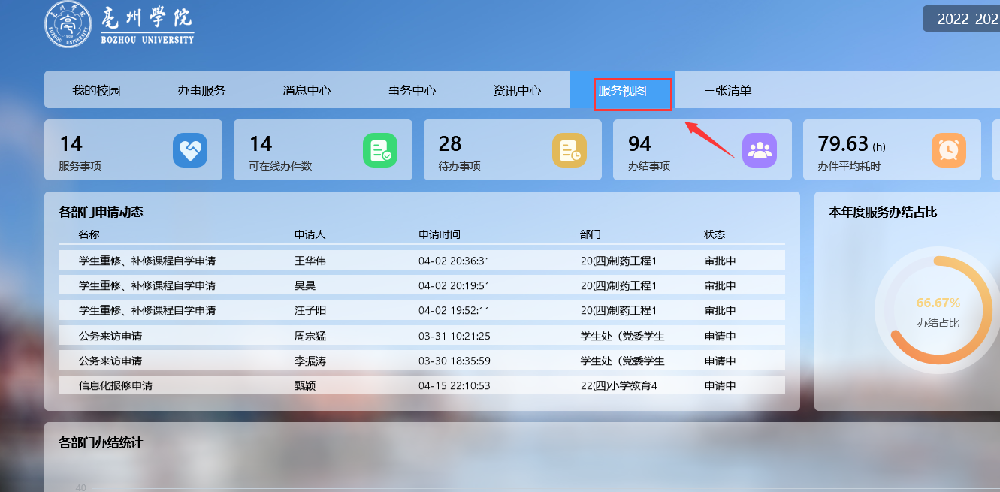 亳州學院
BOZHOU UNIVERSITY
2022-202
我的校园 办事服务 消息中心 事务中心 资讯中心 服务视图 三张清单
14 14 28 94 79.63 (h)
服务事项 可在线办件数 待办事项 办结事项 办件平均耗时
各部门申请动态
名称 申请人 申请时间 部门 状态
学生重修、补修课程自学申请 王华伟 04-02 20:36:31 20(四)制药工程1 审批中
学生重修、补修课程自学申请 吴昊 04-02 20:19:51 20(四)制药工程1 审批中
学生重修、补修课程自学申请 汪子阳 04-02 19:52:11 20(四)制药工程1 审批中
公务来访申请 周宗猛 03-31 10:21:25 学生处（党委学生 申请中
公务来访申请 李振涛 03-30 18:35:59 学生处（党委学生 申请中
信息化报修申请 甄颖 04-15 22:10:53 22(四)小学教育4 申请中
本年度服务办结占比
66.67%
办结占比
各部门办结统计
40